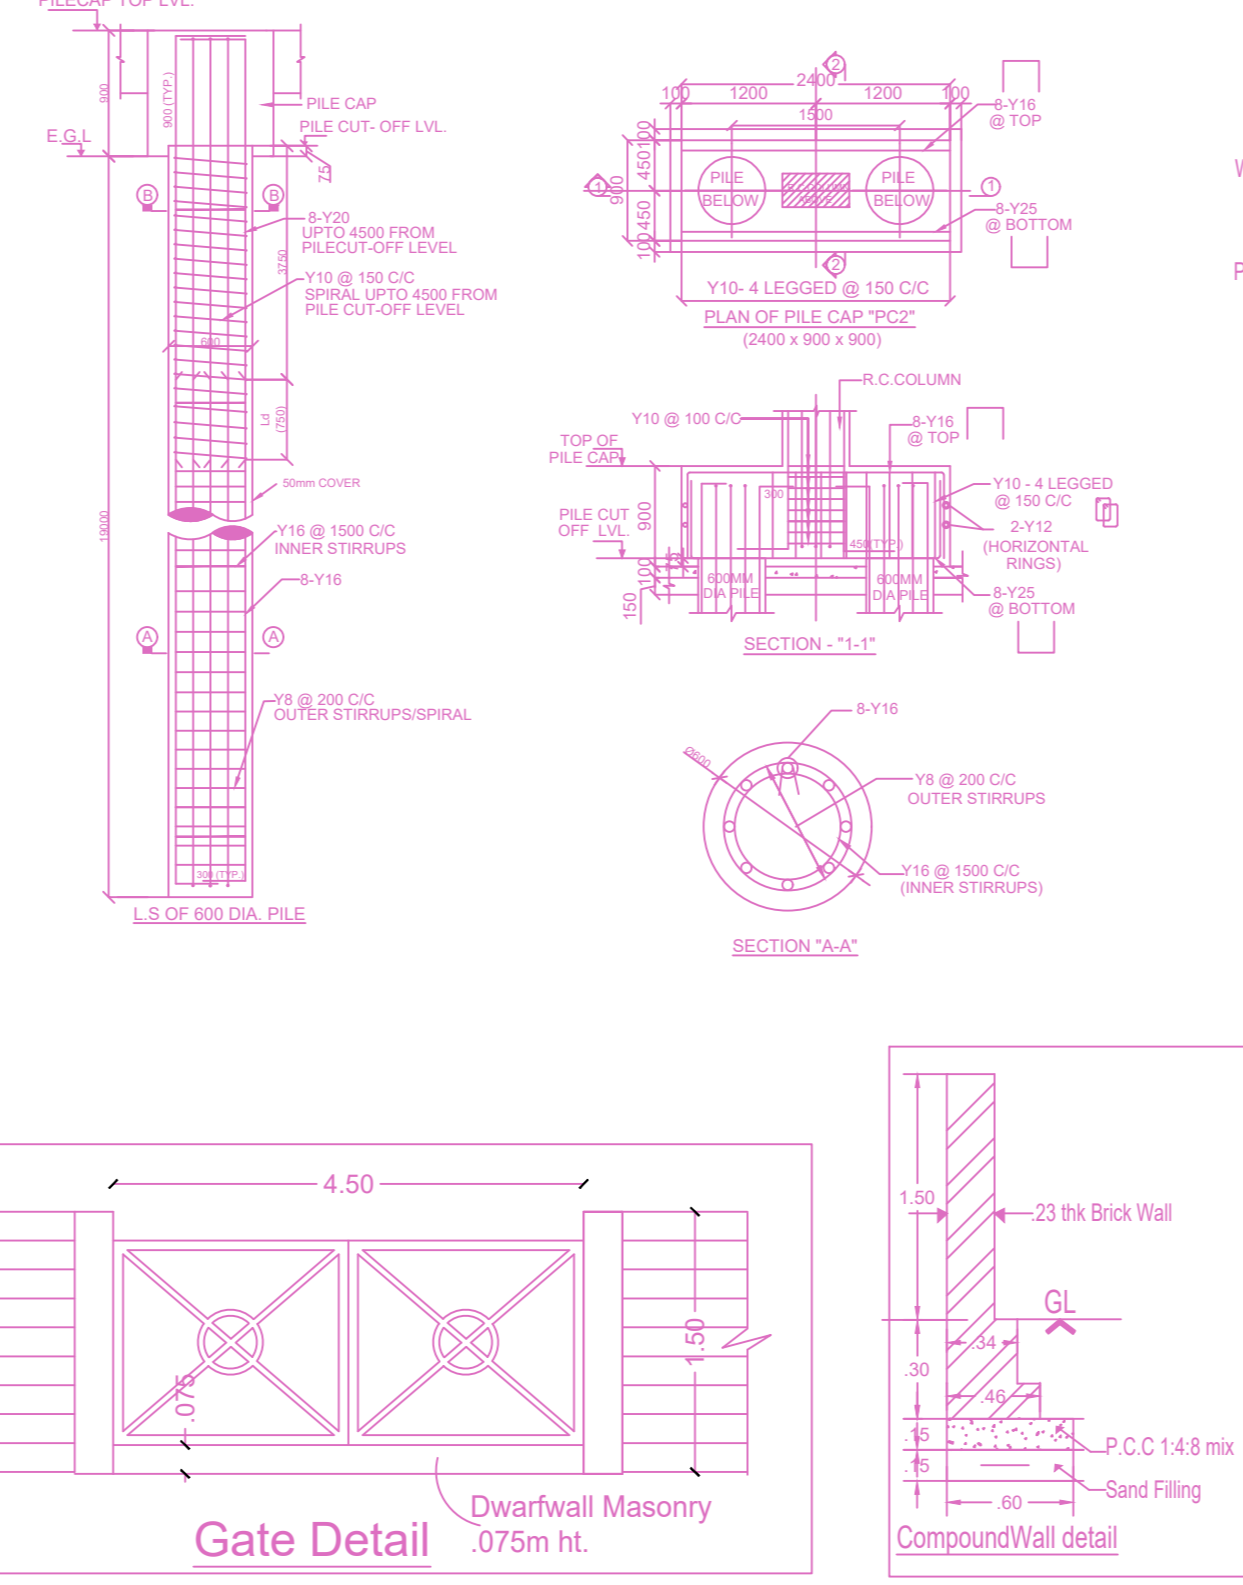 PILECAP TOP LVL.
900
900 (TYP.)
PILE CAP
PILE CUT- OFF LVL.
E.G.L
75
B
B
8-Y20
UPTO 4500 FROM
PILECUT-OFF LEVEL
3750
Y10 @ 150 C/C
SPIRAL UPTO 4500 FROM
PILE CUT-OFF LEVEL
600
Ld
(750)
50mm COVER
19000
Y16 @ 1500 C/C
INNER STIRRUPS
8-Y16
A
A
Y8 @ 200 C/C
OUTER STIRRUPS/SPIRAL
300 (TYP.)
L.S OF 600 DIA. PILE
2
2400
100
1200
1200
100
1500
8-Y16
@ TOP
100
450
900
450
100
1
1
PILE
BELOW
PILE
BELOW
8-Y25
@ BOTTOM
2
Y10- 4 LEGGED @ 150 C/C
PLAN OF PILE CAP "PC2"
(2400 x 900 x 900)
W
P
R.C.COLUMN
Y10 @ 100 C/C
8-Y16
@ TOP
TOP OF
PILE CAP
300
Y10 - 4 LEGGED
@ 150 C/C
900
PILE CUT
OFF LVL.
2-Y12
(HORIZONTAL
RINGS)
450(TYP.)
75
100
150
600MM
DIA PILE
600MM
DIA PILE
8-Y25
@ BOTTOM
SECTION - "1-1"
8-Y16
Ø600
Y8 @ 200 C/C
OUTER STIRRUPS
Y16 @ 1500 C/C
(INNER STIRRUPS)
SECTION "A-A"
4.50
1.50
.075
Dwarfwall Masonry
.075m ht.
Gate Detail
1.50
.23 thk Brick Wall
GL
.34
.30
.46
.15
P.C.C 1:4:8 mix
.15
Sand Filling
.60
CompoundWall detail